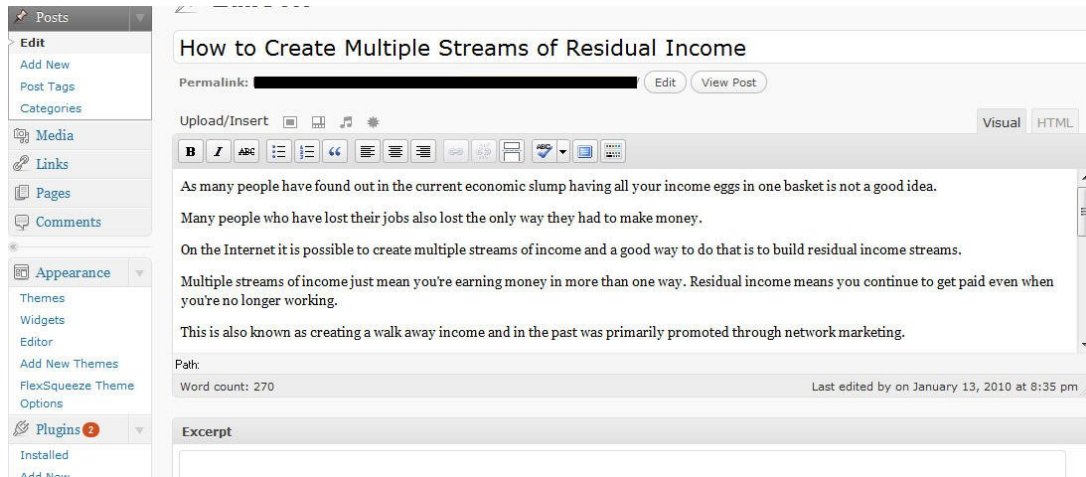 Posts
Edit
Add New
Post Tags
Categories
Media
Links
Pages
Comments
Appearance
Themes
Widgets
Editor
Add New Themes
FlexSqueeze Theme
Options
Plugins 2
Installed
Add New
How to Create Multiple Streams of Residual Income
Permalink: / Edit View Post
Upload/Insert Visual HTML
B I ABC “ ABC
As many people have found out in the current economic slump having all your income eggs in one basket is not a good idea.
Many people who have lost their jobs also lost the only way they had to make money.
On the Internet it is possible to create multiple streams of income and a good way to do that is to build residual income streams.
Multiple streams of income just mean you're earning money in more than one way. Residual income means you continue to get paid even when
you're no longer working.
This is also known as creating a walk away income and in the past was primarily promoted through network marketing.
Path:
Word count: 270 Last edited by on January 13, 2010 at 8:35 pm
Excerpt